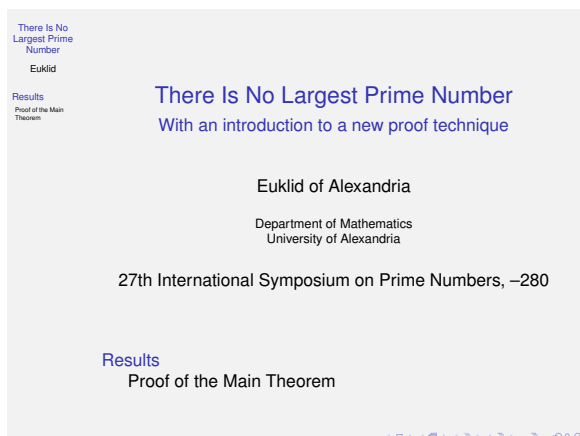 There Is No
Largest Prime
Number
Euklid
Results
Proof of the Main
Theorem
There Is No Largest Prime Number
With an introduction to a new proof technique
Euklid of Alexandria
Department of Mathematics
University of Alexandria
27th International Symposium on Prime Numbers, –280
Results
Proof of the Main Theorem